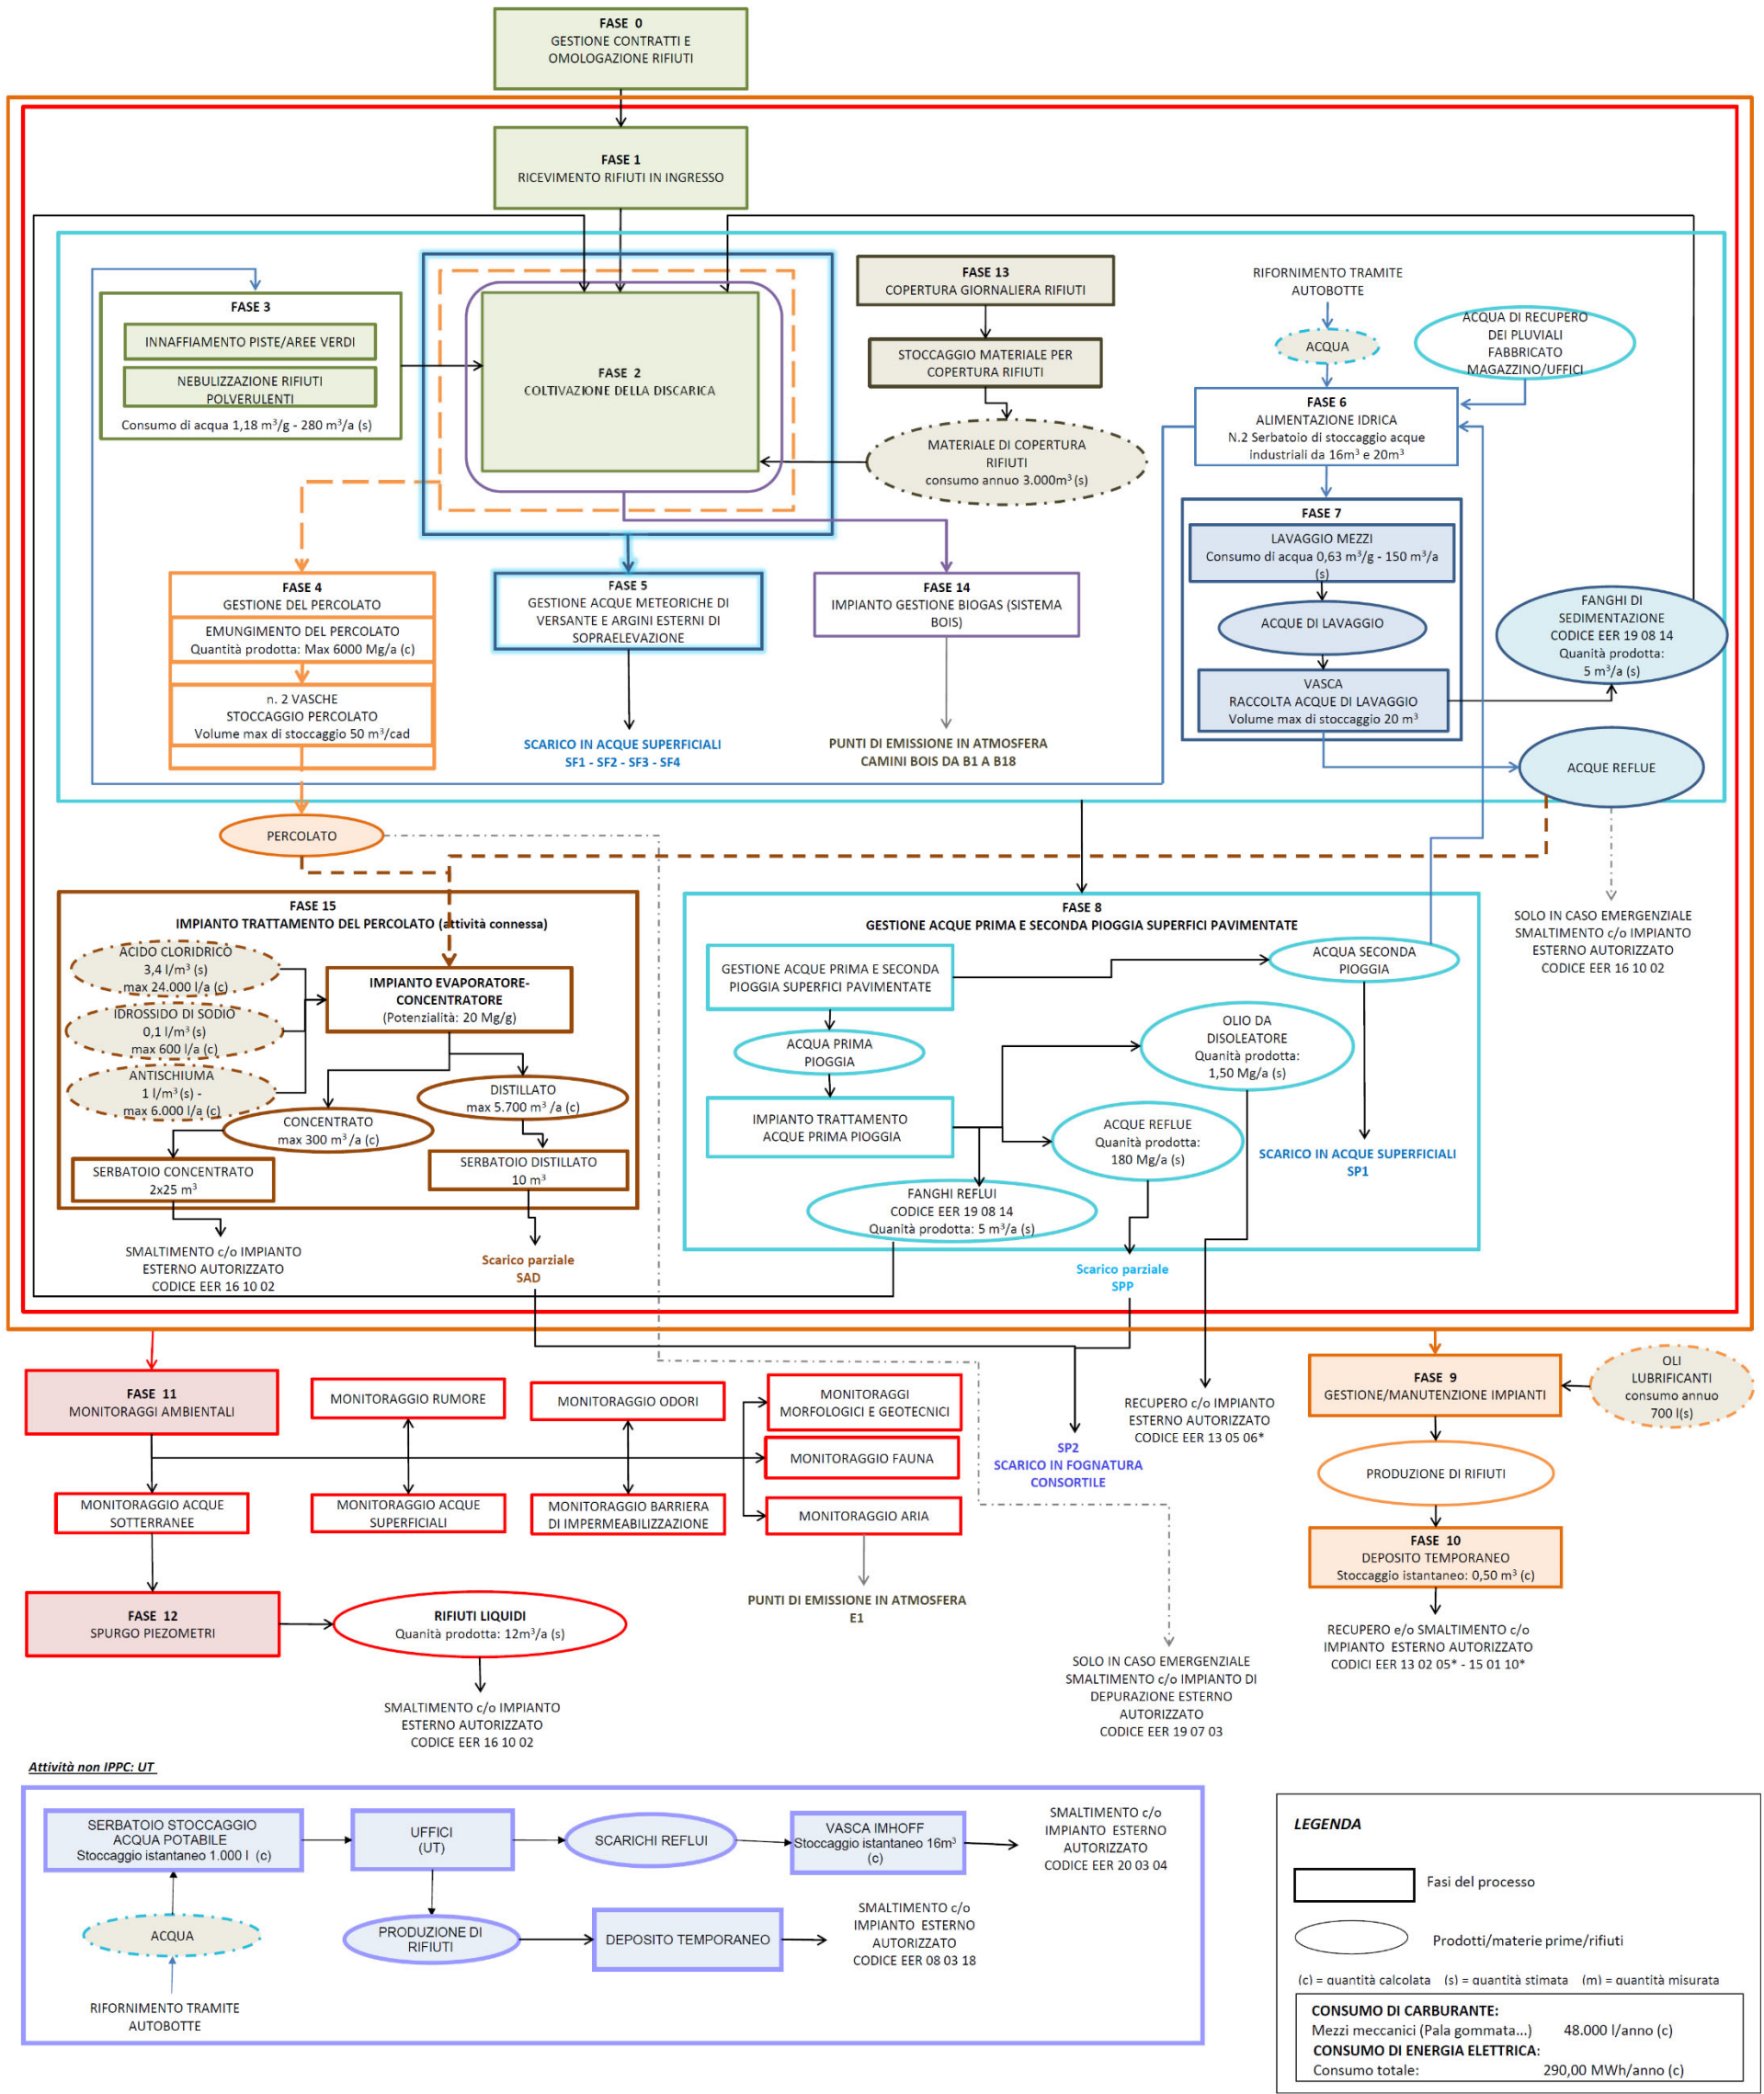 FASE 0
GESTIONE CONTRATTI E
OMOLOGAZIONE RIFIUTI
FASE 1
RICEVIMENTO RIFIUTI IN INGRESSO
FASE 3
INNAFFIAMENTO PISTE/AREE VERDI
NEBULIZZAZIONE RIFIUTI
POLVERULENTI
Consumo di acqua 1,18 m³/g - 280 m³/a (s)
FASE 2
COLTIVAZIONE DELLA DISCARICA
FASE 13
COPERTURA GIORNALIERA RIFIUTI
STOCCAGGIO MATERIALE PER
COPERTURA RIFIUTI
MATERIALE DI COPERTURA
RIFIUTI
consumo annuo 3.000m³ (s)
RIFORNIMENTO TRAMITE
AUTOBOTTE
ACQUA
ACQUA DI RECUPERO
DEI PLUVIALI
FABBRICATO
MAGAZZINO/UFFICI
FASE 6
ALIMENTAZIONE IDRICA
N.2 Serbatoio di stoccaggio acque
industriali da 16m³ e 20m³
FASE 7
LAVAGGIO MEZZI
Consumo di acqua 0,63 m³/g - 150 m³/a
(s)
ACQUE DI LAVAGGIO
VASCA
RACCOLTA ACQUE DI LAVAGGIO
Volume max di stoccaggio 20 m³
FANGHI DI
SEDIMENTAZIONE
CODICE EER 19 08 14
Quanità prodotta:
5 m³/a (s)
ACQUE REFLUE
FASE 4
GESTIONE DEL PERCOLATO
EMUNGIMENTO DEL PERCOLATO
Quantità prodotta: Max 6000 Mg/a (c)
n. 2 VASCHE
STOCCAGGIO PERCOLATO
Volume max di stoccaggio 50 m³/cad
FASE 5
GESTIONE ACQUE METEORICHE DI
VERSANTE E ARGINI ESTERNI DI
SOPRAELEVAZIONE
FASE 14
IMPIANTO GESTIONE BIOGAS (SISTEMA
BOIS)
SCARICO IN ACQUE SUPERFICIALI
SF1 - SF2 - SF3 - SF4
PUNTI DI EMISSIONE IN ATMOSFERA
CAMINI BOIS DA B1 A B18
PERCOLATO
FASE 15
IMPIANTO TRATTAMENTO DEL PERCOLATO (attività connessa)
ACIDO CLORIDRICO
3,4 l/m³ (s)
max 24.000 l/a (c)
IDROSSIDO DI SODIO
0,1 l/m³ (s)
max 600 l/a (c)
ANTISCHIUMA
1 l/m³ (s) -
max 6.000 l/a (c)
IMPIANTO EVAPORATORE-
CONCENTRATORE
(Potenzialità: 20 Mg/g)
CONCENTRATO
max 300 m³ /a (c)
DISTILLATO
max 5.700 m³ /a (c)
SERBATOIO CONCENTRATO
2x25 m³
SERBATOIO DISTILLATO
10 m³
SMALTIMENTO c/o IMPIANTO
ESTERNO AUTORIZZATO
CODICE EER 16 10 02
Scarico parziale
SAD
FASE 8
GESTIONE ACQUE PRIMA E SECONDA PIOGGIA SUPERFICI PAVIMENTATE
GESTIONE ACQUE PRIMA E SECONDA
PIOGGIA SUPERFICI PAVIMENTATE
ACQUA SECONDA
PIOGGIA
ACQUA PRIMA
PIOGGIA
OLIO DA
DISOLEATORE
Quanità prodotta:
1,50 Mg/a (s)
IMPIANTO TRATTAMENTO
ACQUE PRIMA PIOGGIA
ACQUE REFLUE
Quanità prodotta:
180 Mg/a (s)
SCARICO IN ACQUE SUPERFICIALI
SP1
FANGHI REFLUI
CODICE EER 19 08 14
Quanità prodotta: 5 m³/a (s)
Scarico parziale
SPP
SOLO IN CASO EMERGENZIALE
SMALTIMENTO c/o IMPIANTO
ESTERNO AUTORIZZATO
CODICE EER 16 10 02
FASE 11
MONITORAGGI AMBIENTALI
MONITORAGGIO RUMORE
MONITORAGGIO ODORI
MONITORAGGI
MORFOLOGICI E GEOTECNICI
MONITORAGGIO FAUNA
MONITORAGGIO ACQUE
SOTTERRANEE
MONITORAGGIO ACQUE
SUPERFICIALI
MONITORAGGIO BARRIERA
DI IMPERMEABILIZZAZIONE
MONITORAGGIO ARIA
SP2
SCARICO IN FOGNATURA
CONSORTILE
RECUPERO c/o IMPIANTO
ESTERNO AUTORIZZATO
CODICE EER 13 05 06*
FASE 9
GESTIONE/MANUTENZIONE IMPIANTI
OLI
LUBRIFICANTI
consumo annuo
700 l(s)
PRODUZIONE DI RIFIUTI
FASE 10
DEPOSITO TEMPORANEO
Stoccaggio istantaneo: 0,50 m³ (c)
RECUPERO e/o SMALTIMENTO c/o
IMPIANTO ESTERNO AUTORIZZATO
CODICI EER 13 02 05* - 15 01 10*
FASE 12
SPURGO PIEZOMETRI
RIFIUTI LIQUIDI
Quanità prodotta: 12m³/a (s)
PUNTI DI EMISSIONE IN ATMOSFERA
E1
SMALTIMENTO c/o IMPIANTO
ESTERNO AUTORIZZATO
CODICE EER 16 10 02
SOLO IN CASO EMERGENZIALE
SMALTIMENTO c/o IMPIANTO DI
DEPURAZIONE ESTERNO
AUTORIZZATO
CODICE EER 19 07 03
Attività non IPPC: UT
SERBATOIO STOCCAGGIO
ACQUA POTABILE
Stoccaggio istantaneo 1.000 l (c)
UFFICI
(UT)
SCARICHI REFLUI
VASCA IMHOFF
Stoccaggio istantaneo 16m³
(c)
SMALTIMENTO c/o
IMPIANTO ESTERNO
AUTORIZZATO
CODICE EER 20 03 04
ACQUA
PRODUZIONE DI
RIFIUTI
DEPOSITO TEMPORANEO
SMALTIMENTO c/o
IMPIANTO ESTERNO
AUTORIZZATO
CODICE EER 08 03 18
RIFORNIMENTO TRAMITE
AUTOBOTTE
LEGENDA
Fasi del processo
Prodotti/materie prime/rifiuti
(c) = quantità calcolata (s) = quantità stimata (m) = quantità misurata
CONSUMO DI CARBURANTE:
Mezzi meccanici (Pala gommata...) 48.000 l/anno (c)
CONSUMO DI ENERGIA ELETTRICA:
Consumo totale: 290,00 MWh/anno (c)